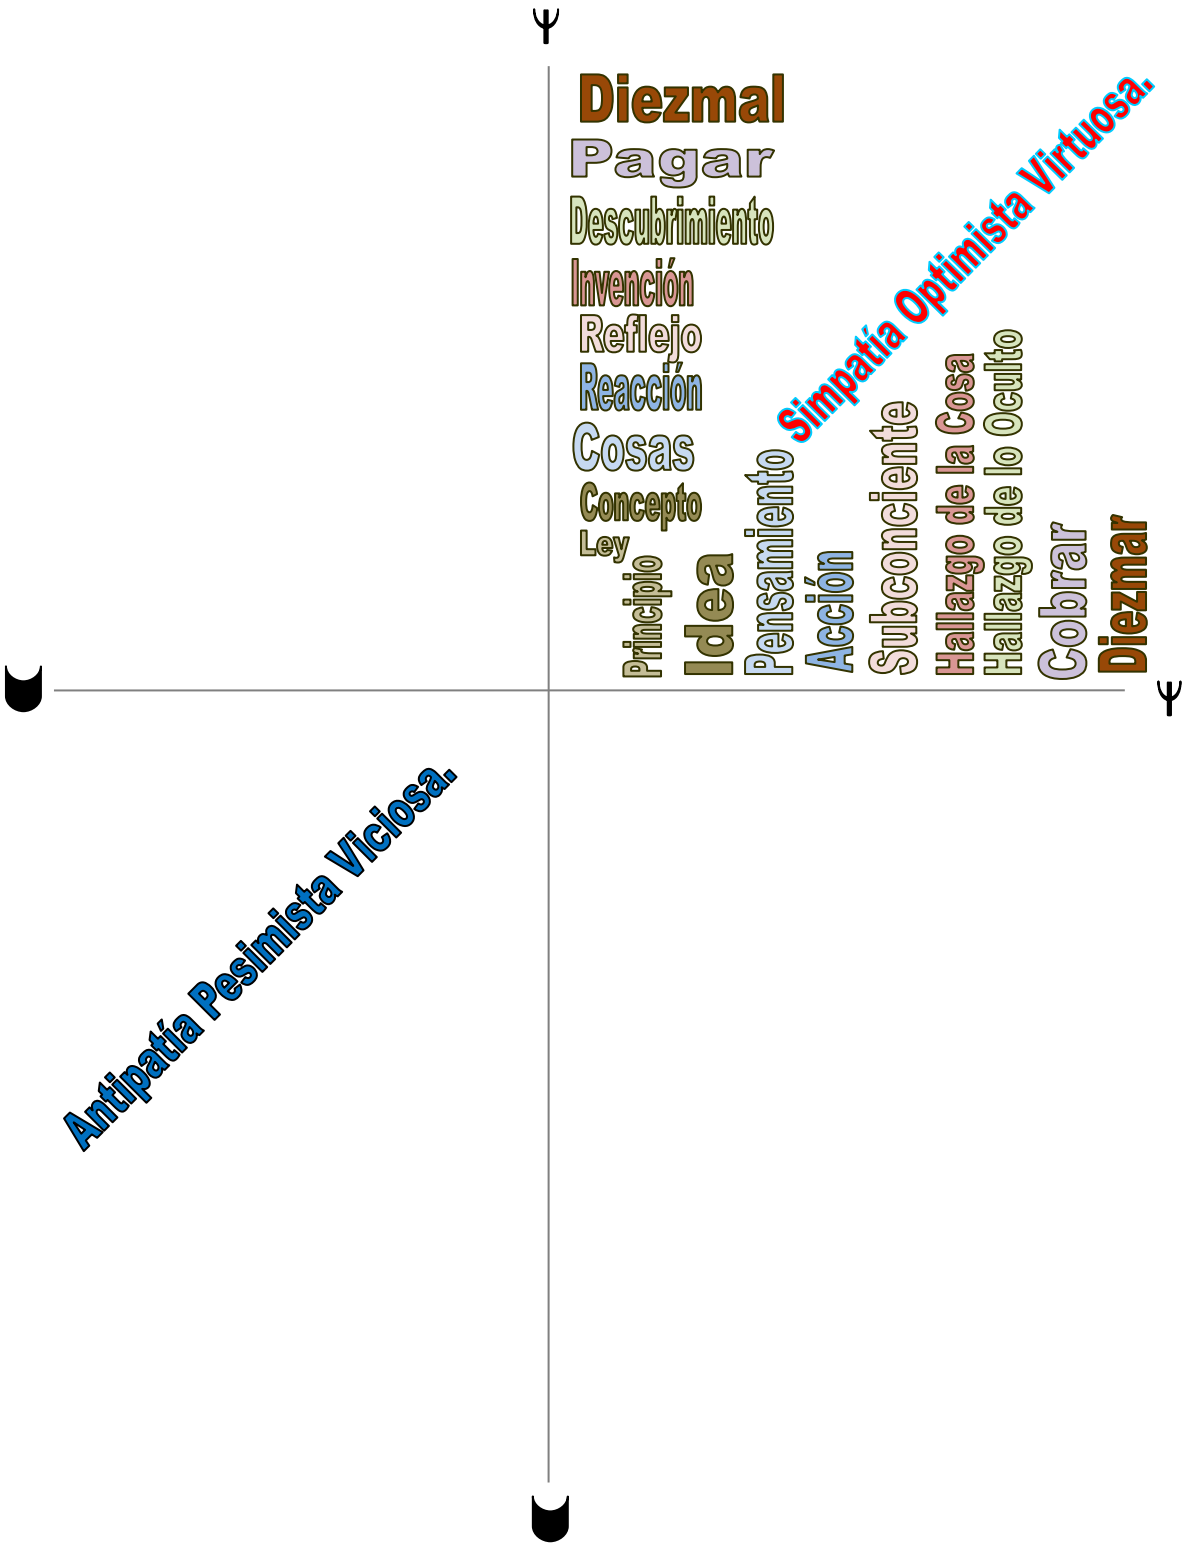 Ψ
Diezmal
Pagar
Descubrimiento
Invención
Reflejo
Reacción
Cosas
Concepto
Ley
Simpatía Optimista Virtuosa.
Principio
Idea
Pensamiento
Acción
Subconciente
Hallazgo de la Cosa
Hallazgo de lo Oculto
Cobrar
Diezmar
Ψ
Antipatía Pesimista Viciosa.